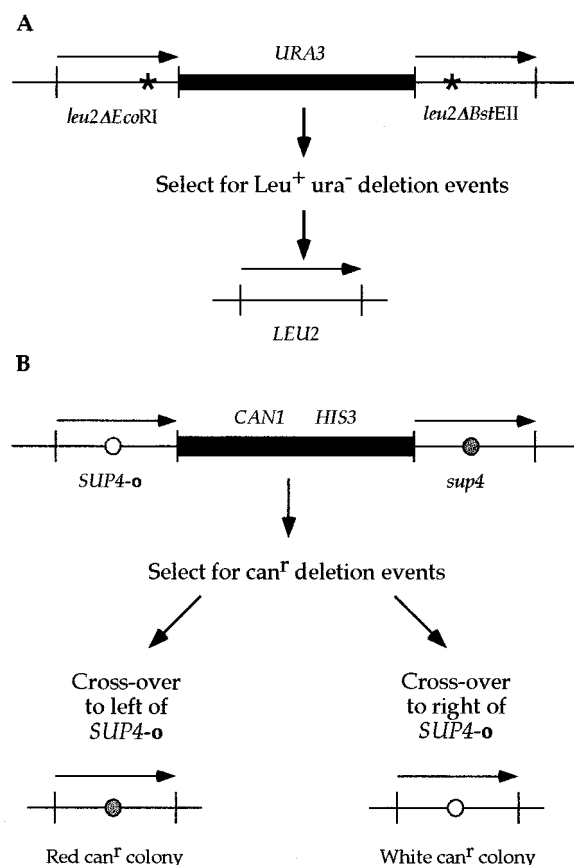 A
URA3
leu2ΔEcoRI
leu2ΔBstEII
Select for Leu⁺ ura⁻ deletion events
LEU2
B
CAN1 HIS3
SUP4-o
sup4
Select for canʳ deletion events
Cross-over
to left of
SUP4-o
Cross-over
to right of
SUP4-o
Red canʳ colony
White canʳ colony